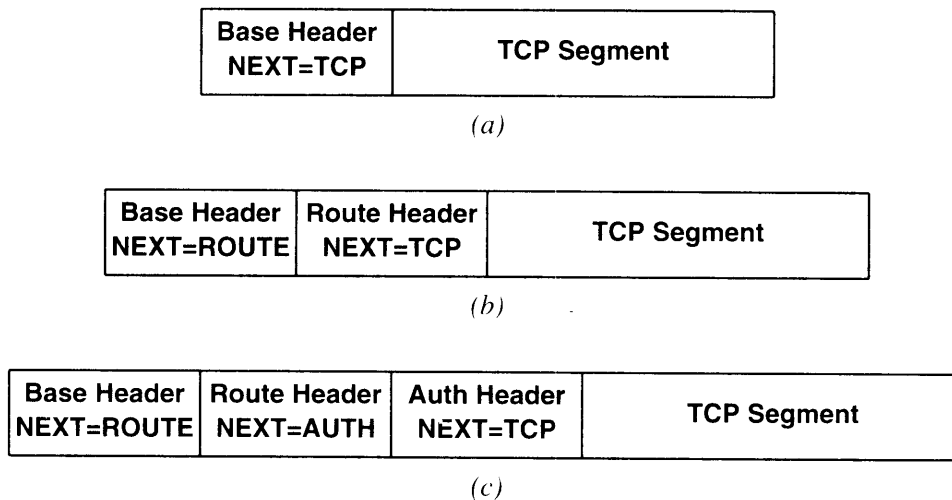 Base Header
NEXT=TCP
TCP Segment
(a)
Base Header
NEXT=ROUTE
Route Header
NEXT=TCP
TCP Segment
(b)
Base Header
NEXT=ROUTE
Route Header
NEXT=AUTH
Auth Header
NEXT=TCP
TCP Segment
(c)